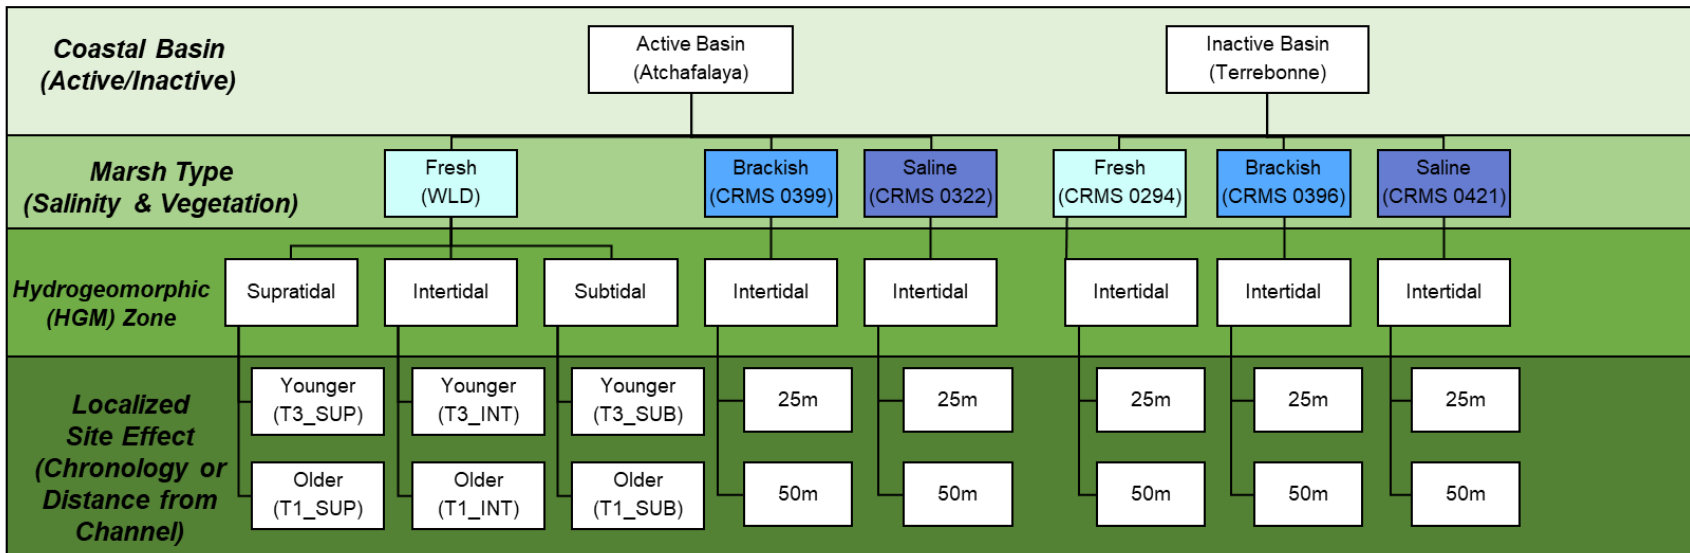 Coastal Basin
(Active/Inactive)
Active Basin
(Atchafalaya)
Inactive Basin
(Terrebonne)
Marsh Type
(Salinity & Vegetation)
Fresh
(WLD)
Brackish
(CRMS 0399)
Saline
(CRMS 0322)
Fresh
(CRMS 0294)
Brackish
(CRMS 0396)
Saline
(CRMS 0421)
Hydrogeomorphic
(HGM) Zone
Supratidal
Intertidal
Subtidal
Intertidal
Intertidal
Intertidal
Intertidal
Intertidal
Localized
Site Effect
(Chronology or
Distance from
Channel)
Younger
(T3_SUP)
Younger
(T3_INT)
Younger
(T3_SUB)
25m
25m
25m
25m
25m
Older
(T1_SUP)
Older
(T1_INT)
Older
(T1_SUB)
50m
50m
50m
50m
50m